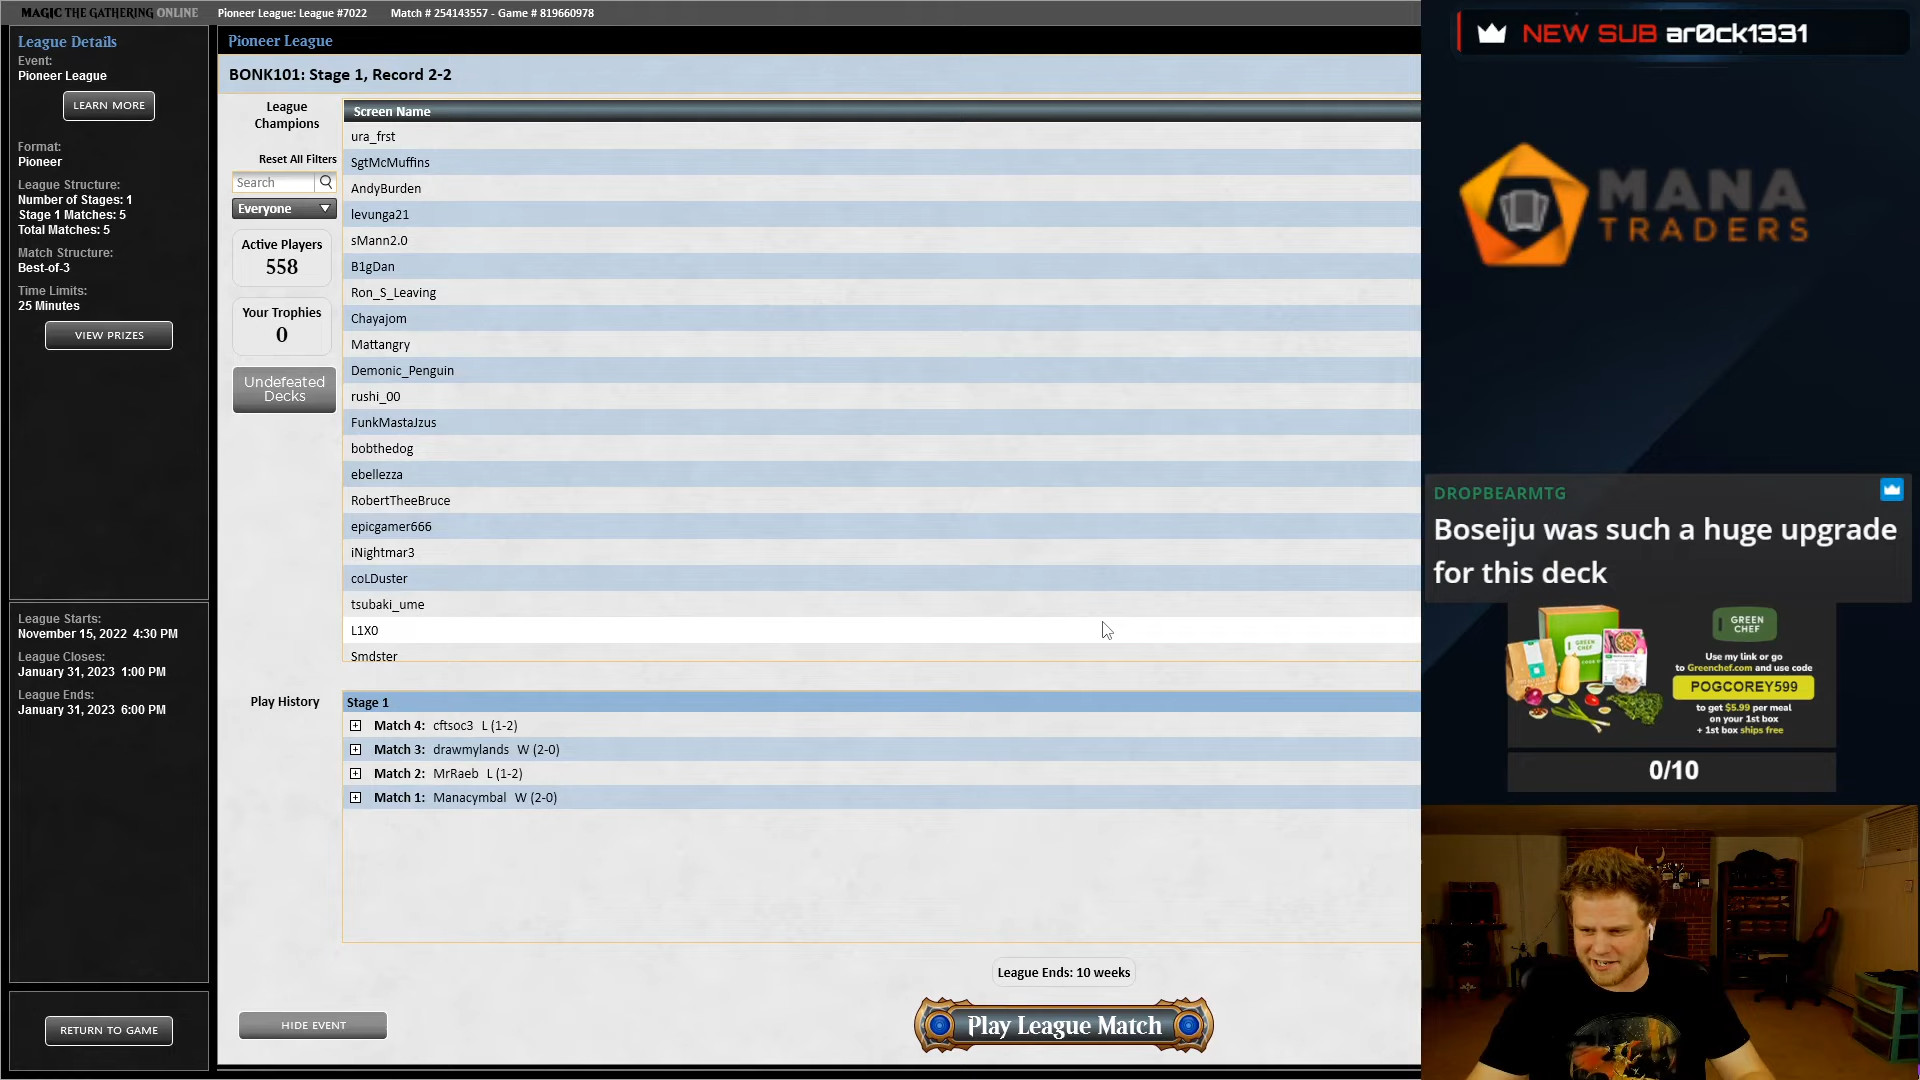 MAGIC THE GATHERING ONLINE
Pioneer League: League #7022 Match # 254143557 - Game # 819660978
League Details
Event:
Pioneer League
LEARN MORE
Format:
Pioneer
League Structure:
Number of Stages: 1
Stage 1 Matches: 5
Total Matches: 5
Match Structure:
Best-of-3
Time Limits:
25 Minutes
VIEW PRIZES
League Starts:
November 15, 2022 4:30 PM
League Closes:
January 31, 2023 1:00 PM
League Ends:
January 31, 2023 6:00 PM
RETURN TO GAME
Pioneer League
BONK101: Stage 1, Record 2-2
League
Champions
Reset All Filters
Search
Everyone
Active Players
558
Your Trophies
0
Undefeated
Decks
Screen Name
ura_frst
SgtMcMuffins
AndyBurden
levunga21
sMann2.0
B1gDan
Ron_S_Leaving
Chayajom
Mattangry
Demonic_Penguin
rushi_00
FunkMastaJzus
bobthedog
ebellezza
RobertTheeBruce
epicgamer666
iNightmar3
coLDuster
tsubaki_ume
L1X0
Smdster
Play History
Stage 1
Match 4: cftsoc3 L (1-2)
Match 3: drawmylands W (2-0)
Match 2: MrRaeb L (1-2)
Match 1: Manacymbal W (2-0)
League Ends: 10 weeks
HIDE EVENT
Play League Match
NEW SUB ar0ck1331
MANA
TRADERS
DROPBEARMTG
Boseiju was such a huge upgrade
for this deck
GREEN
CHEF
Use my link or go
to Greenchef.com and use code
POGCOREY599
to get $5.99 per meal
on your 1st box
+ 1st box ships free
0/10